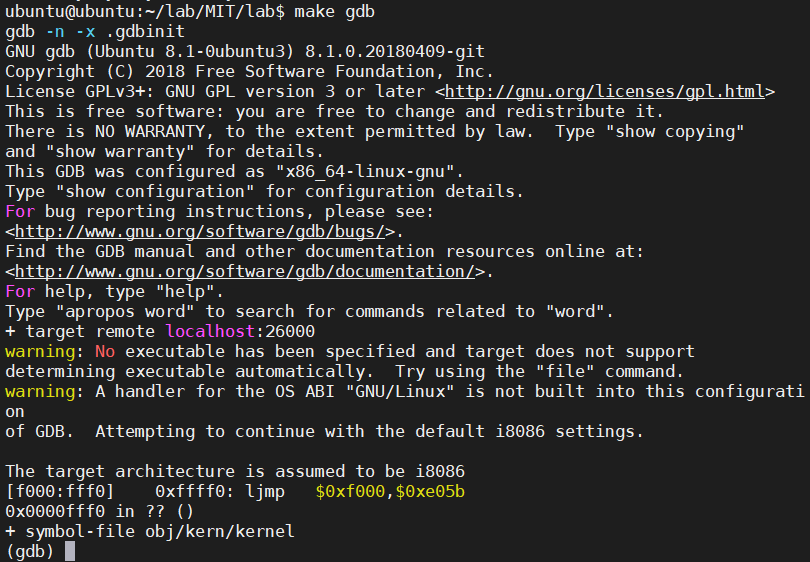 ubuntu@ubuntu:~/lab/MIT/lab$ make gdb
gdb -n -x .gdbinit
GNU gdb (Ubuntu 8.1-0ubuntu3) 8.1.0.20180409-git
Copyright (C) 2018 Free Software Foundation, Inc.
License GPLv3+: GNU GPL version 3 or later <http://gnu.org/licenses/gpl.html>
This is free software: you are free to change and redistribute it.
There is NO WARRANTY, to the extent permitted by law.  Type "show copying"
and "show warranty" for details.
This GDB was configured as "x86_64-linux-gnu".
Type "show configuration" for configuration details.
For bug reporting instructions, please see:
<http://www.gnu.org/software/gdb/bugs/>.
Find the GDB manual and other documentation resources online at:
<http://www.gnu.org/software/gdb/documentation/>.
For help, type "help".
Type "apropos word" to search for commands related to "word".
+ target remote localhost:26000
warning: No executable has been specified and target does not support
determining executable automatically.  Try using the "file" command.
warning: A handler for the OS ABI "GNU/Linux" is not built into this configurati
on
of GDB.  Attempting to continue with the default i8086 settings.

The target architecture is assumed to be i8086
[f000:fff0]    0xffff0: ljmp   $0xf000,$0xe05b
0x0000fff0 in ?? ()
+ symbol-file obj/kern/kernel
(gdb)